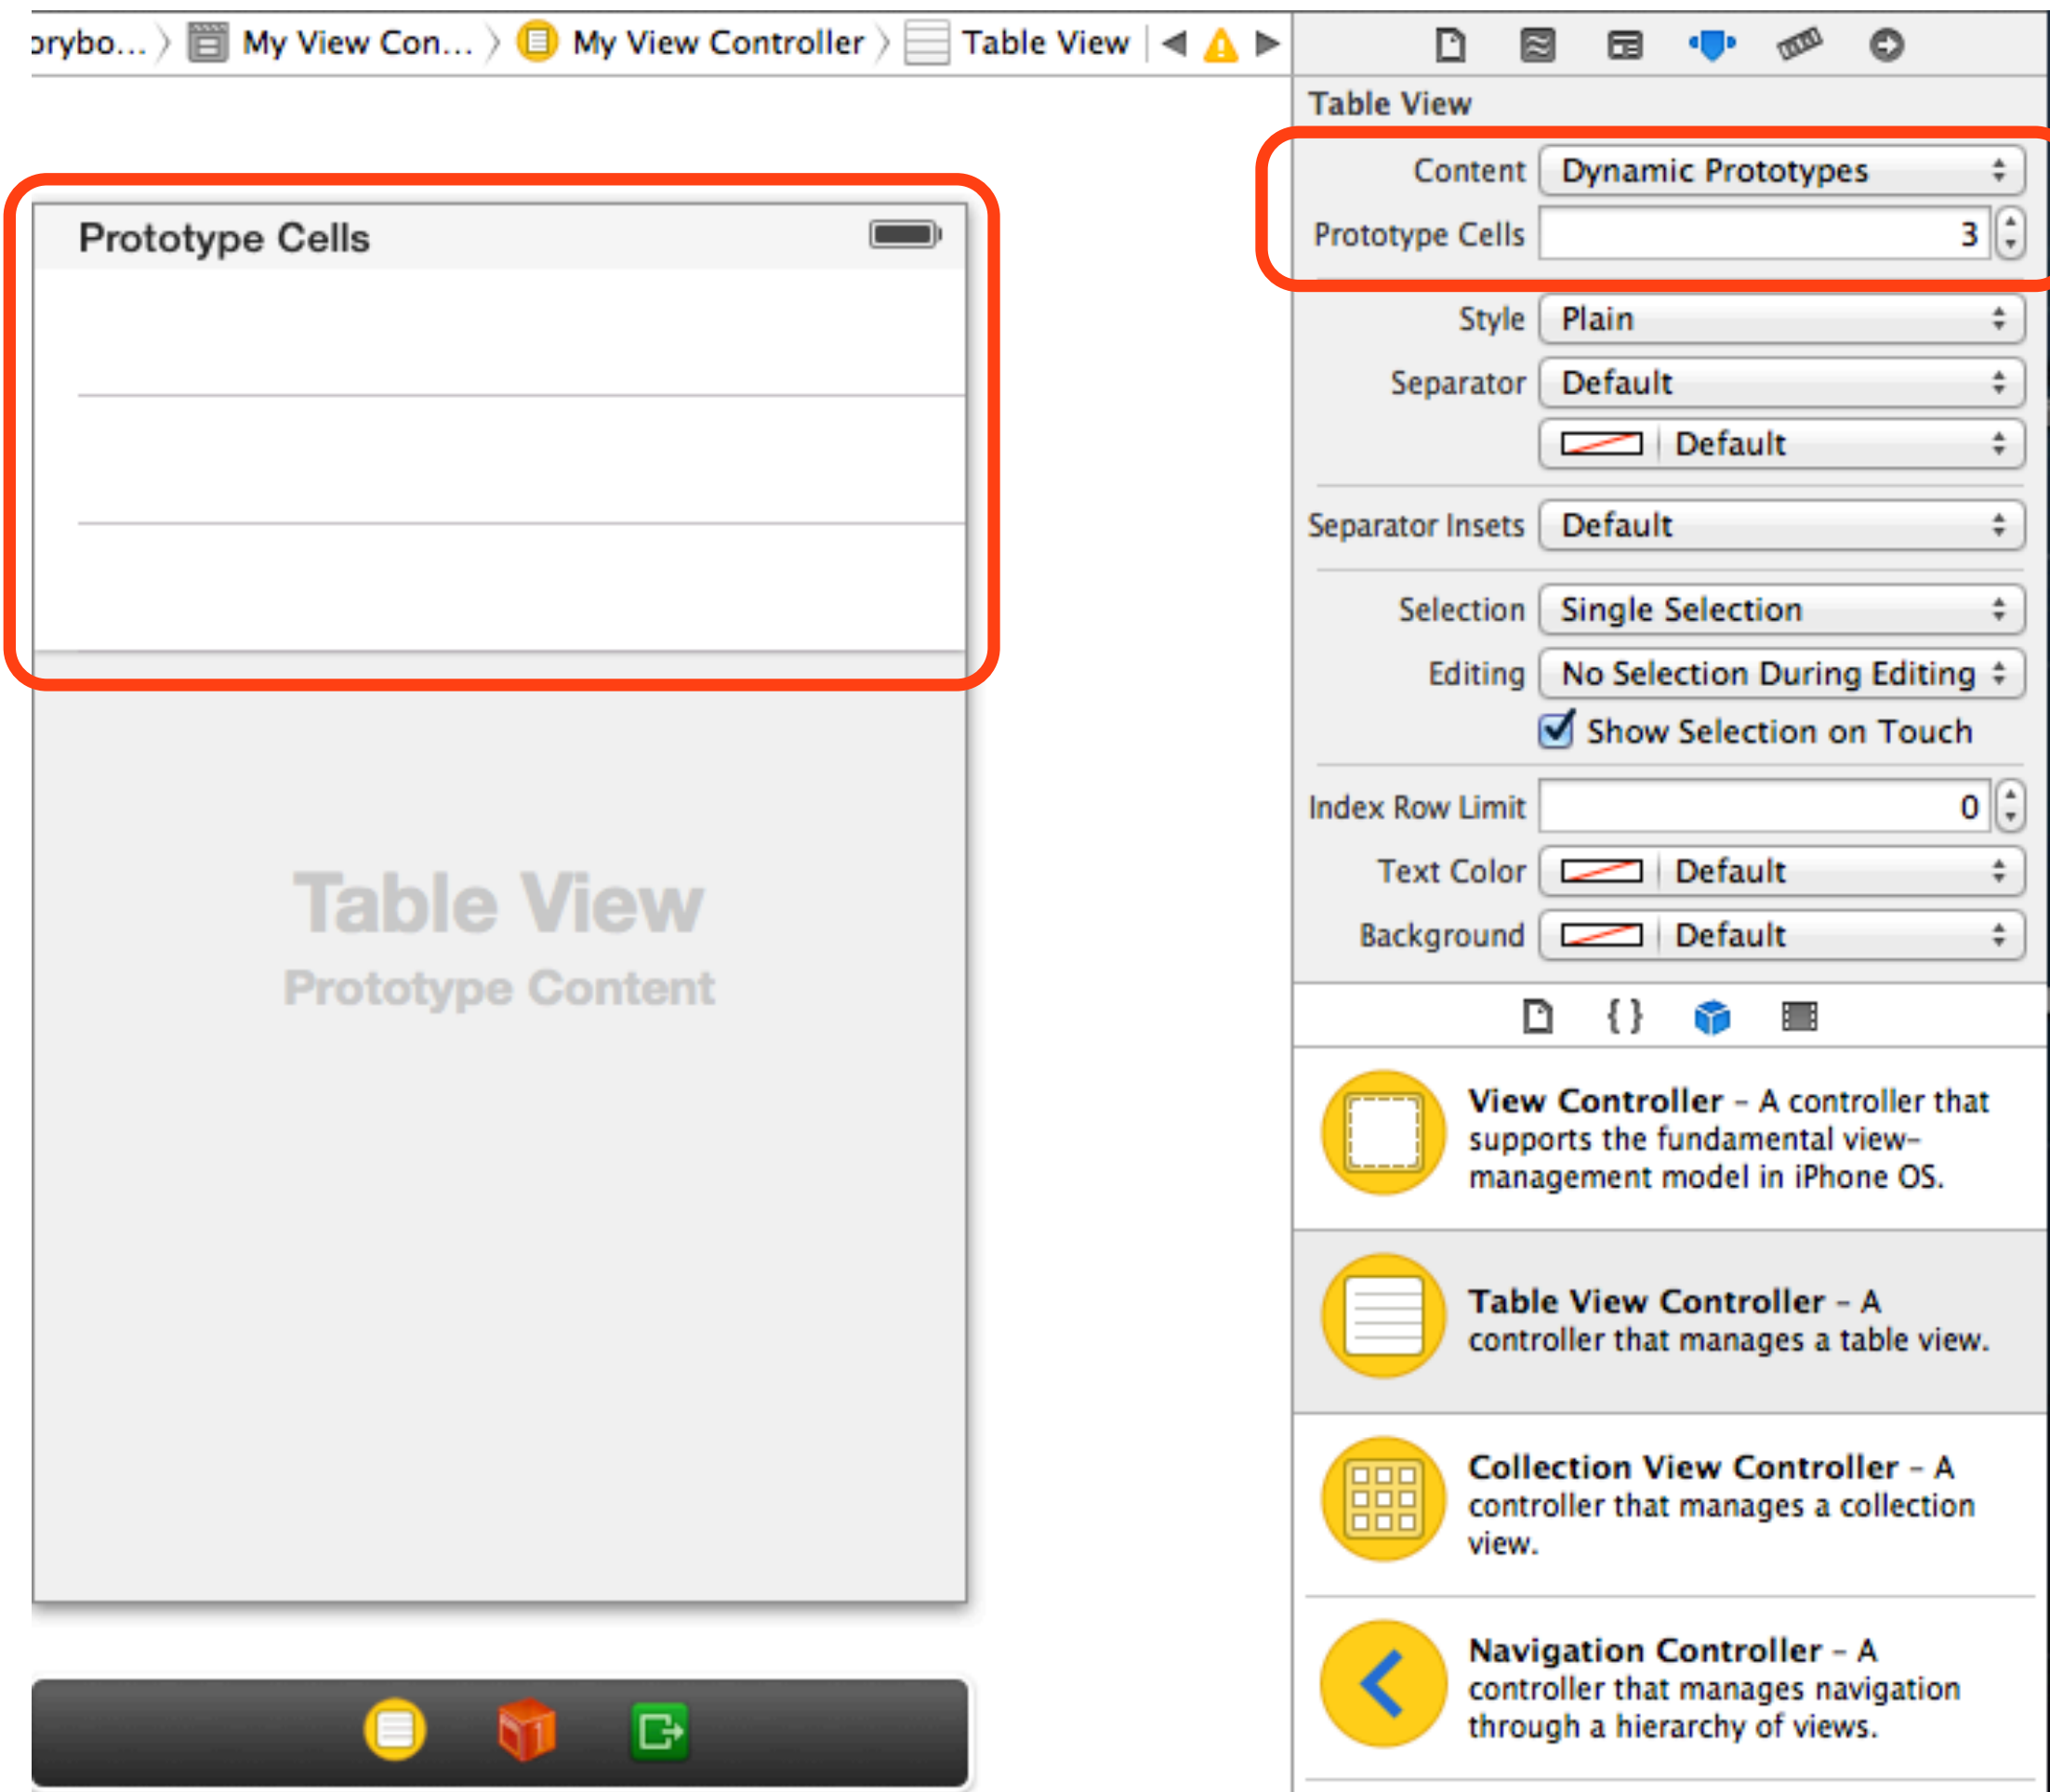 orybo... My View Con... My View Controller Table View
Prototype Cells
Table View
Prototype Content
Table View
Content Dynamic Prototypes
Prototype Cells 3
Style Plain
Separator Default
Default
Separator Insets Default
Selection Single Selection
Editing No Selection During Editing
Show Selection on Touch
Index Row Limit 0
Text Color Default
Background Default
{ }
View Controller – A controller that
supports the fundamental view-
management model in iPhone OS.
Table View Controller – A
controller that manages a table view.
Collection View Controller – A
controller that manages a collection
view.
Navigation Controller – A
controller that manages navigation
through a hierarchy of views.
1